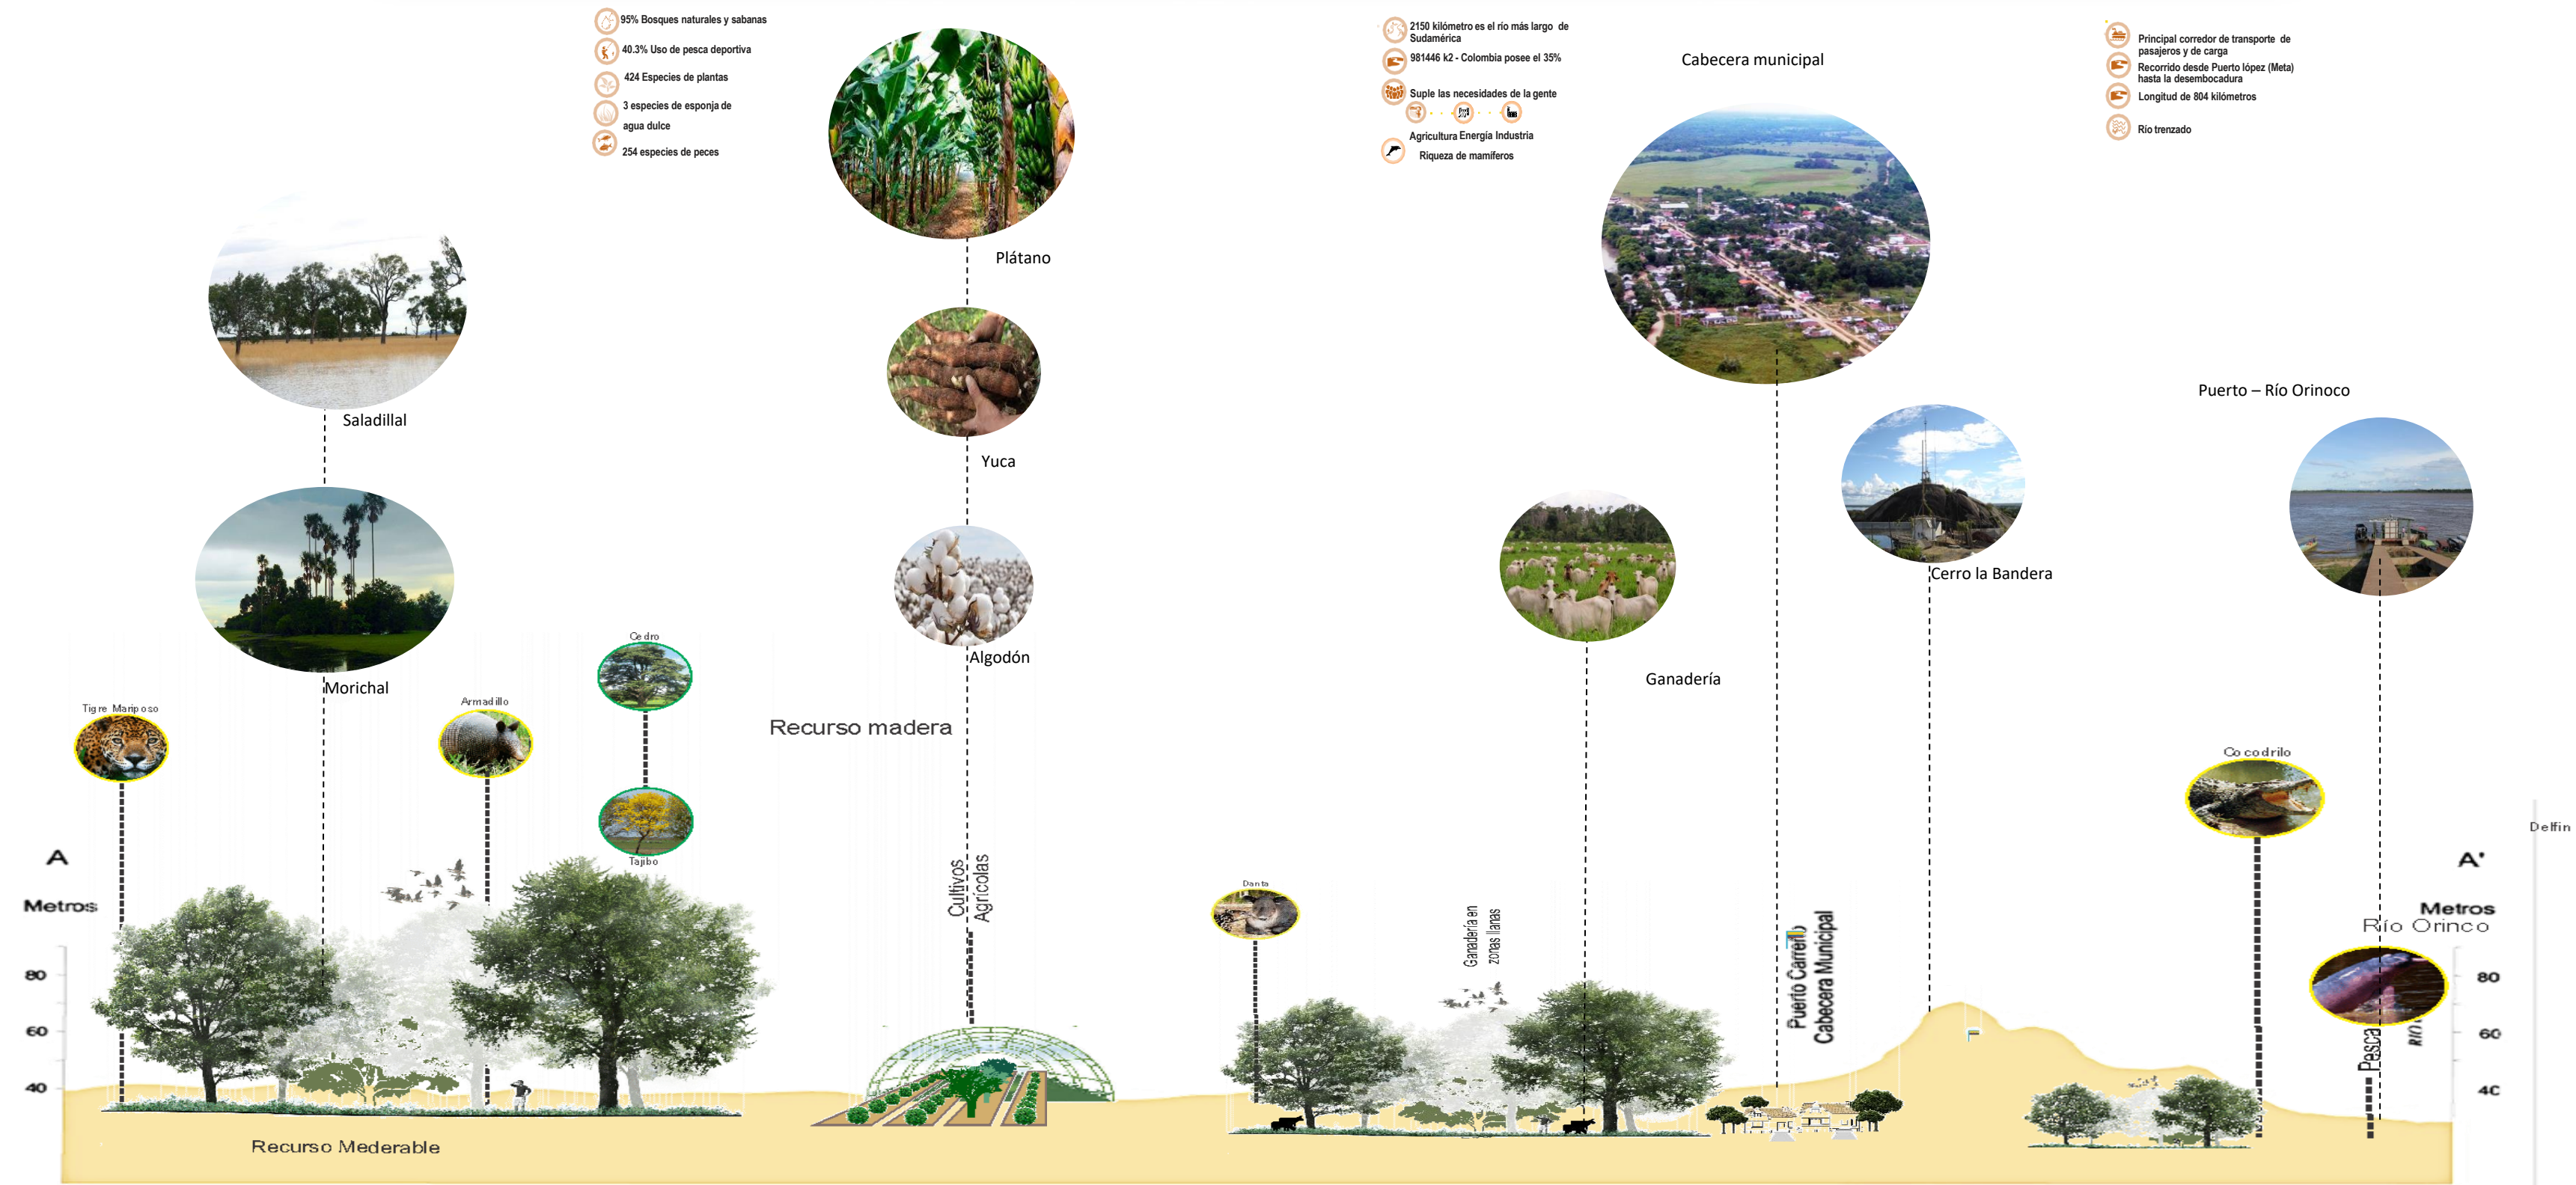 95% Bosques naturales y sabanas
40.3% Uso de pesca deportiva
424 Especies de plantas
3 especies de esponja de
agua dulce
254 especies de peces
2150 kilómetro es el río más largo de
Sudamérica
981446 k2 - Colombia posee el 35%
Suple las necesidades de la gente
Agricultura Energía Industria
Riqueza de mamíferos
Cabecera municipal
Principal corredor de transporte de
pasajeros y de carga
Recorrido desde Puerto lópez (Meta)
hasta la desembocadura
Longitud de 804 kilómetros
Río trenzado
Plátano
Puerto – Río Orinoco
Saladillal
Yuca
Cerro la Bandera
Algodón
Cedro
Ganadería
Morichal
Armadillo
Tigre Mariposo
Recurso madera
Cocodrilo
Delfin
Tajibo
A
A'
Cultivos
Agrícolas
Danta
Metros
Metros
Río Orinco
Ganadería en
zonas llanas
Puerto Carreño
Cabecera Municipal
80
60
40
80
60
40
Pesca
RIO
Recurso Mederable